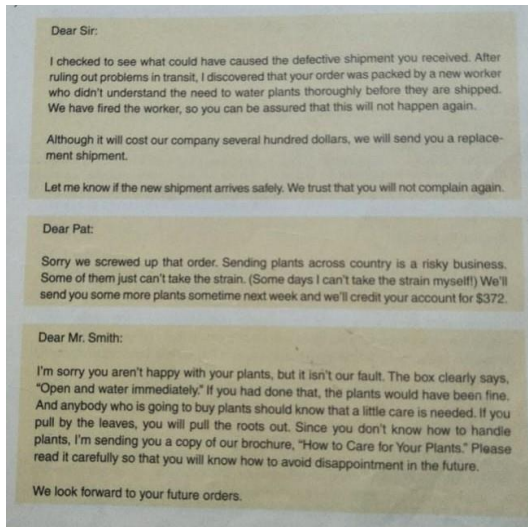 Dear Sir:
I checked to see what could have caused the defective shipment you received. After
ruling out problems in transit, I discovered that your order was packed by a new worker
who didn't understand the need to water plants thoroughly before they are shipped.
We have fired the worker, so you can be assured that this will not happen again.
Although it will cost our company several hundred dollars, we will send you a replace-
ment shipment.
Let me know if the new shipment arrives safely. We trust that you will not complain again.
Dear Pat:
Sorry we screwed up that order. Sending plants across country is a risky business.
Some of them just can't take the strain. (Some days I can't take the strain myself!) We'll
send you some more plants sometime next week and we'll credit your account for $372.
Dear Mr. Smith:
I'm sorry you aren't happy with your plants, but it isn't our fault. The box clearly says,
"Open and water immediately." If you had done that, the plants would have been fine.
And anybody who is going to buy plants should know that a little care is needed. If you
pull by the leaves, you will pull the roots out. Since you don't know how to handle
plants, I'm sending you a copy of our brochure, "How to Care for Your Plants." Please
read it carefully so that you will know how to avoid disappointment in the future.
We look forward to your future orders.